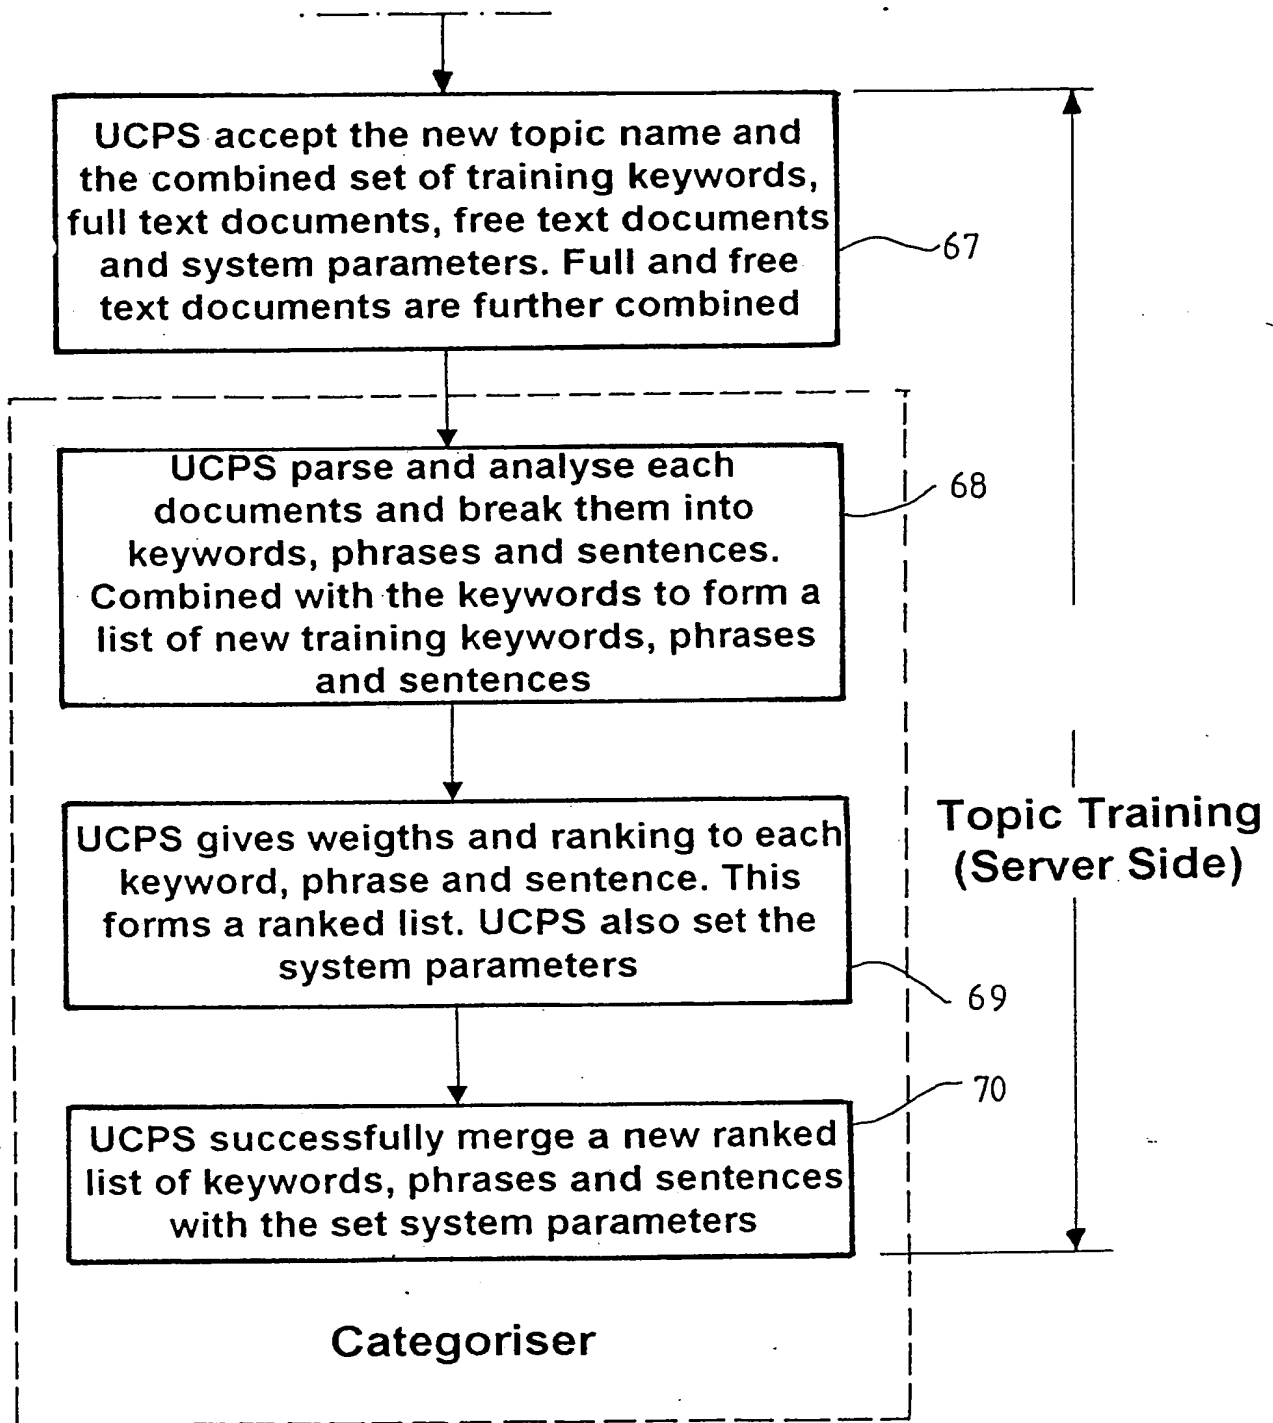 UCPS accept the new topic name and
the combined set of training keywords,
full text documents, free text documents
and system parameters. Full and free
text documents are further combined
67
UCPS parse and analyse each
documents and break them into
keywords, phrases and sentences.
Combined with the keywords to form a
list of new training keywords, phrases
and sentences
68
UCPS gives weigths and ranking to each
keyword, phrase and sentence. This
forms a ranked list. UCPS also set the
system parameters
69
Topic Training
(Server Side)
UCPS successfully merge a new ranked
list of keywords, phrases and sentences
with the set system parameters
70
Categoriser